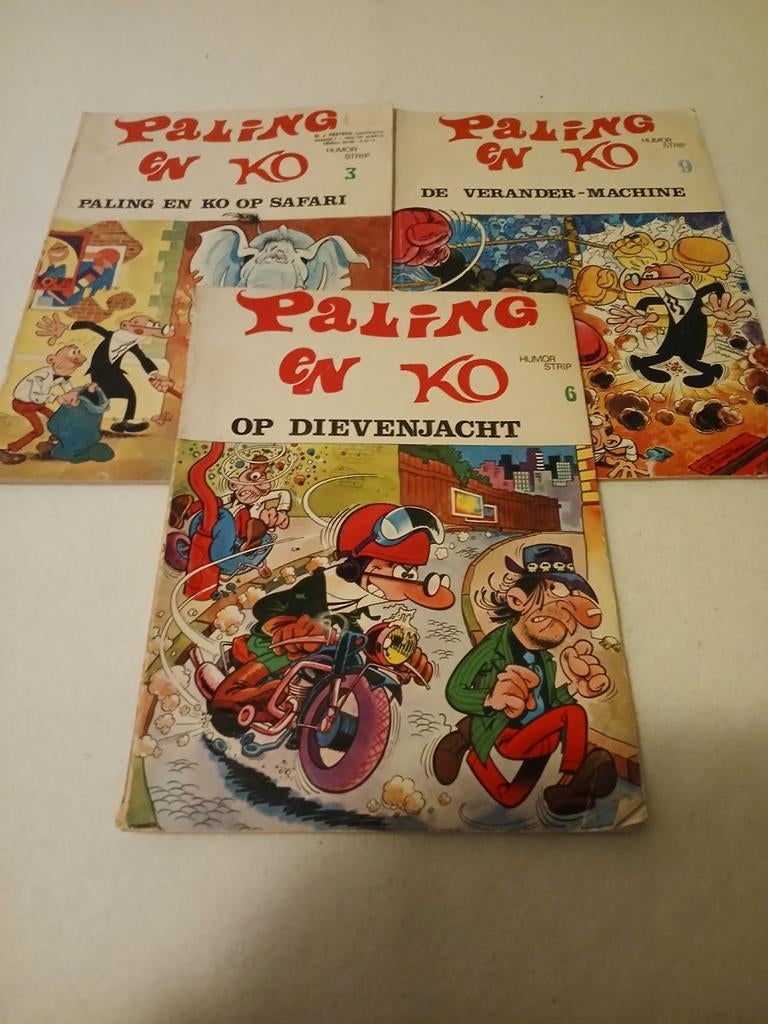 PaLiNG
eN KO
HUMOR
STRIP
3
PALING EN KO OP SAFARI
PaLiNG
eN KO
HUMOR
STRIP
9
DE VERANDER-MACHINE
PaLiNG
eN KO
HUMOR
STRIP
6
OP DIEVENJACHT